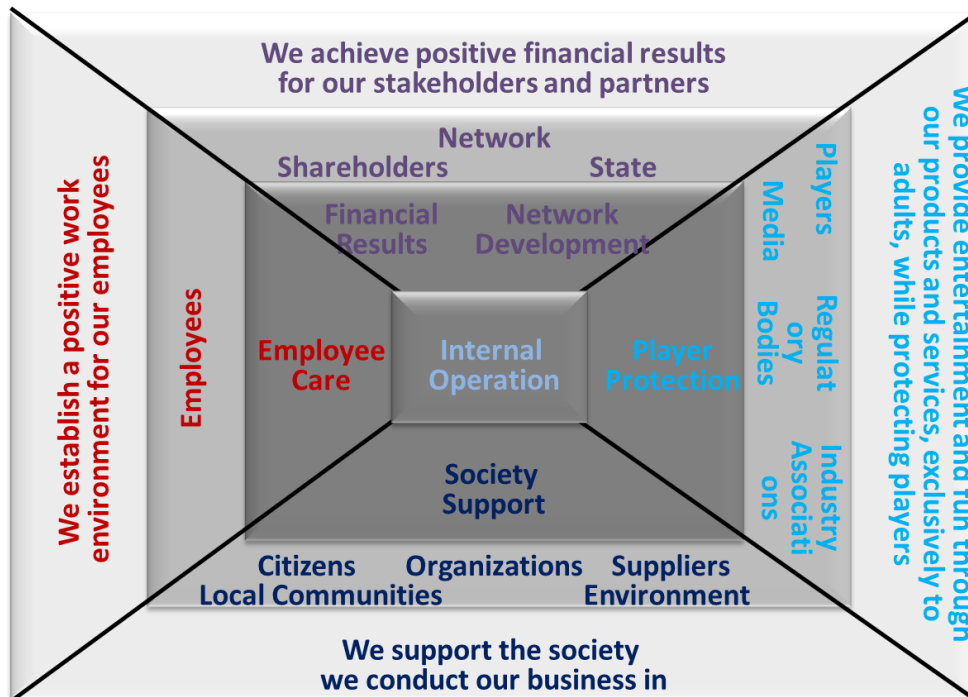 We achieve positive financial results
for our stakeholders and partners
Network
Shareholders
State
Financial
Results
Network
Development
We establish a positive work
environment for our employees
Employees
Employee
Care
Internal
Operation
Player
Protection
Players
Media
Regulat
ory
Bodies
Industry
Associati
ons
We provide entertainment and fun through
our products and services, exclusively to
adults, while protecting players
Society
Support
Citizens
Local Communities
Organizations
Suppliers
Environment
We support the society
we conduct our business in